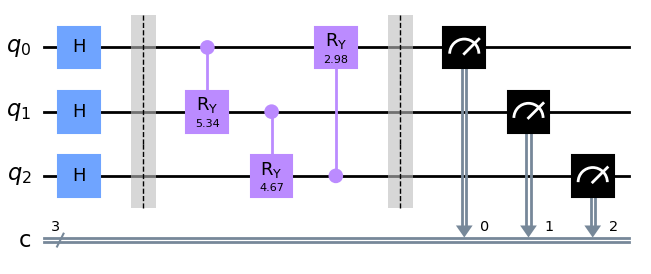 q0 H RY 2.98
q1 H RY 5.34
q2 H RY 4.67
c 3 0 1 2